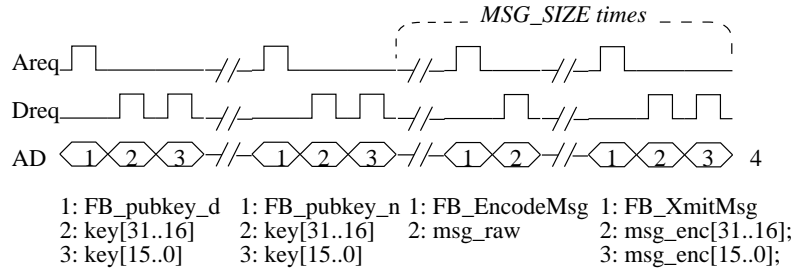 MSG_SIZE times
Areq
Dreq
AD 1 2 3 1 2 3 1 2 1 2 3 4
1: FB_pubkey_d 1: FB_pubkey_n 1: FB_EncodeMsg 1: FB_XmitMsg
2: key[31..16] 2: key[31..16] 2: msg_raw 2: msg_enc[31..16];
3: key[15..0] 3: key[15..0] 3: msg_enc[15..0];